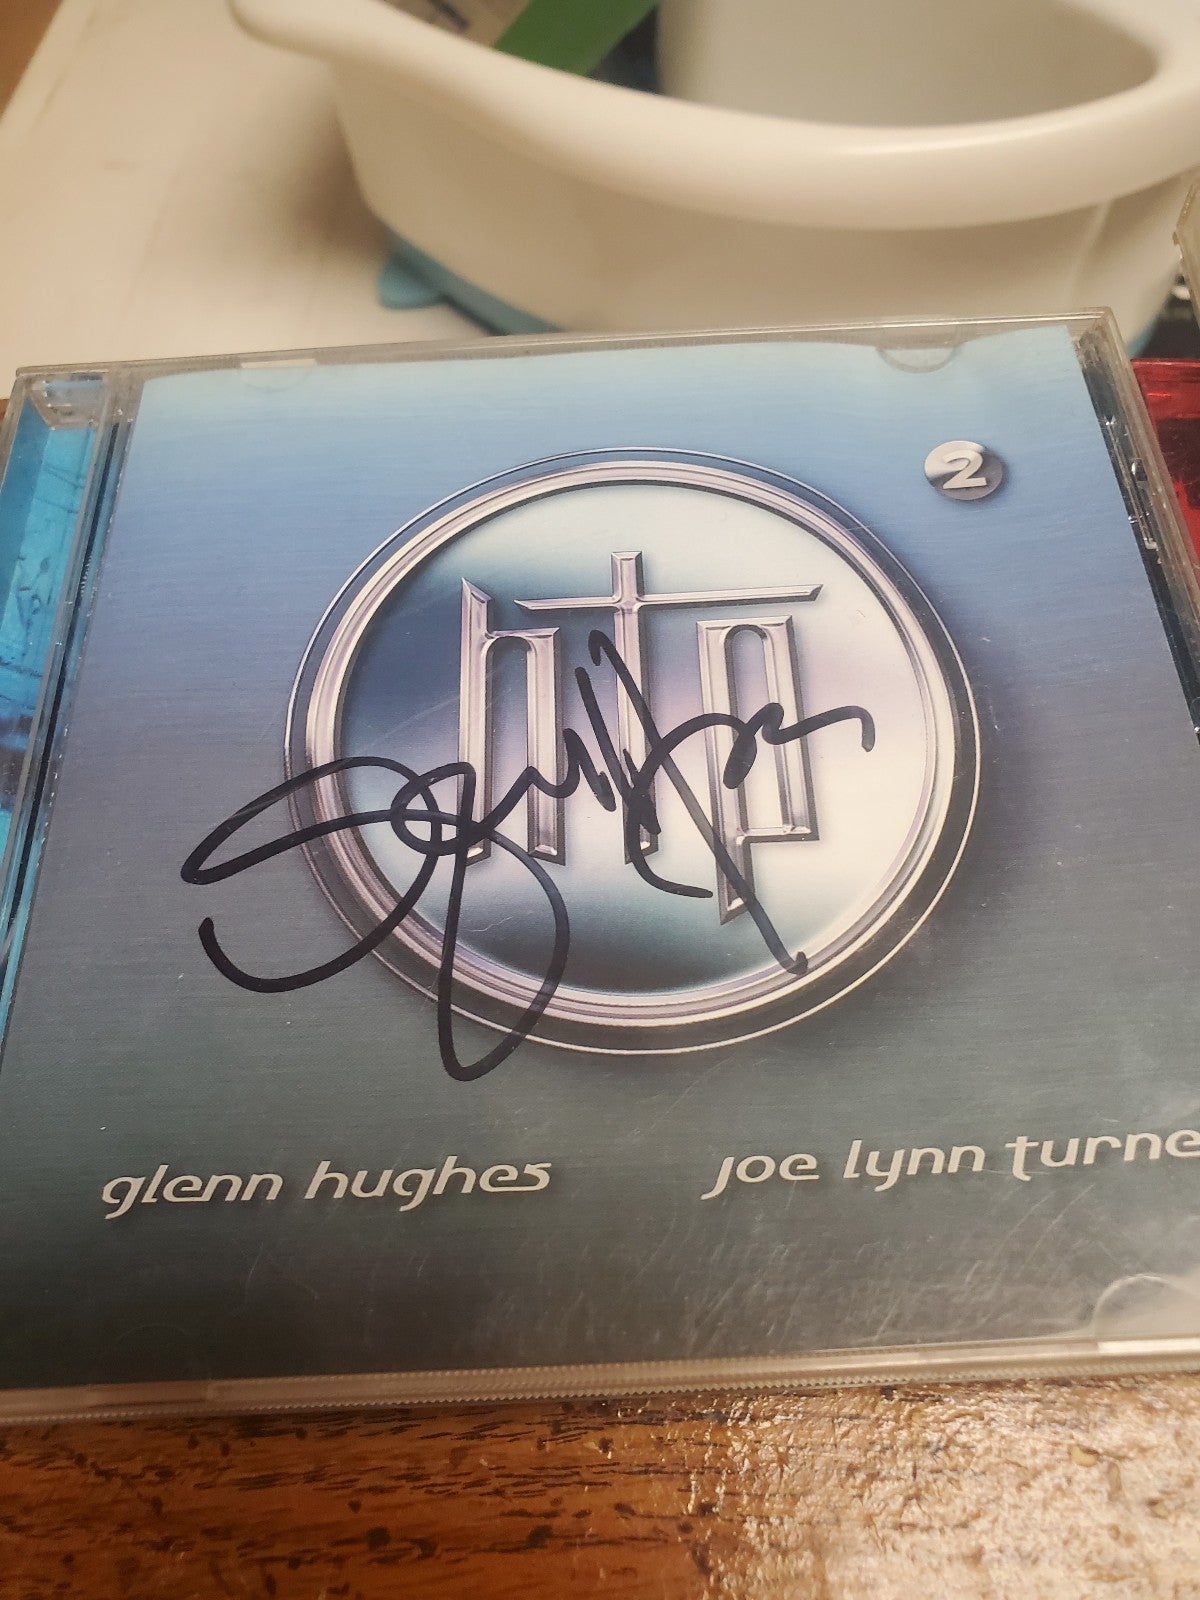 2
htp
glenn hughes
joe lynn turne